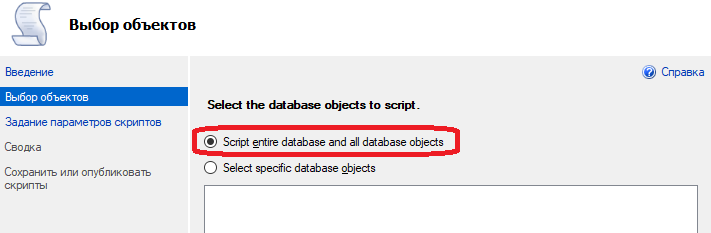 Выбор объектов
Введение
Справка
Выбор объектов
Select the database objects to script.
Задание параметров скриптов
Script entire database and all database objects
Сводка
Select specific database objects
Сохранить или опубликовать
скрипты